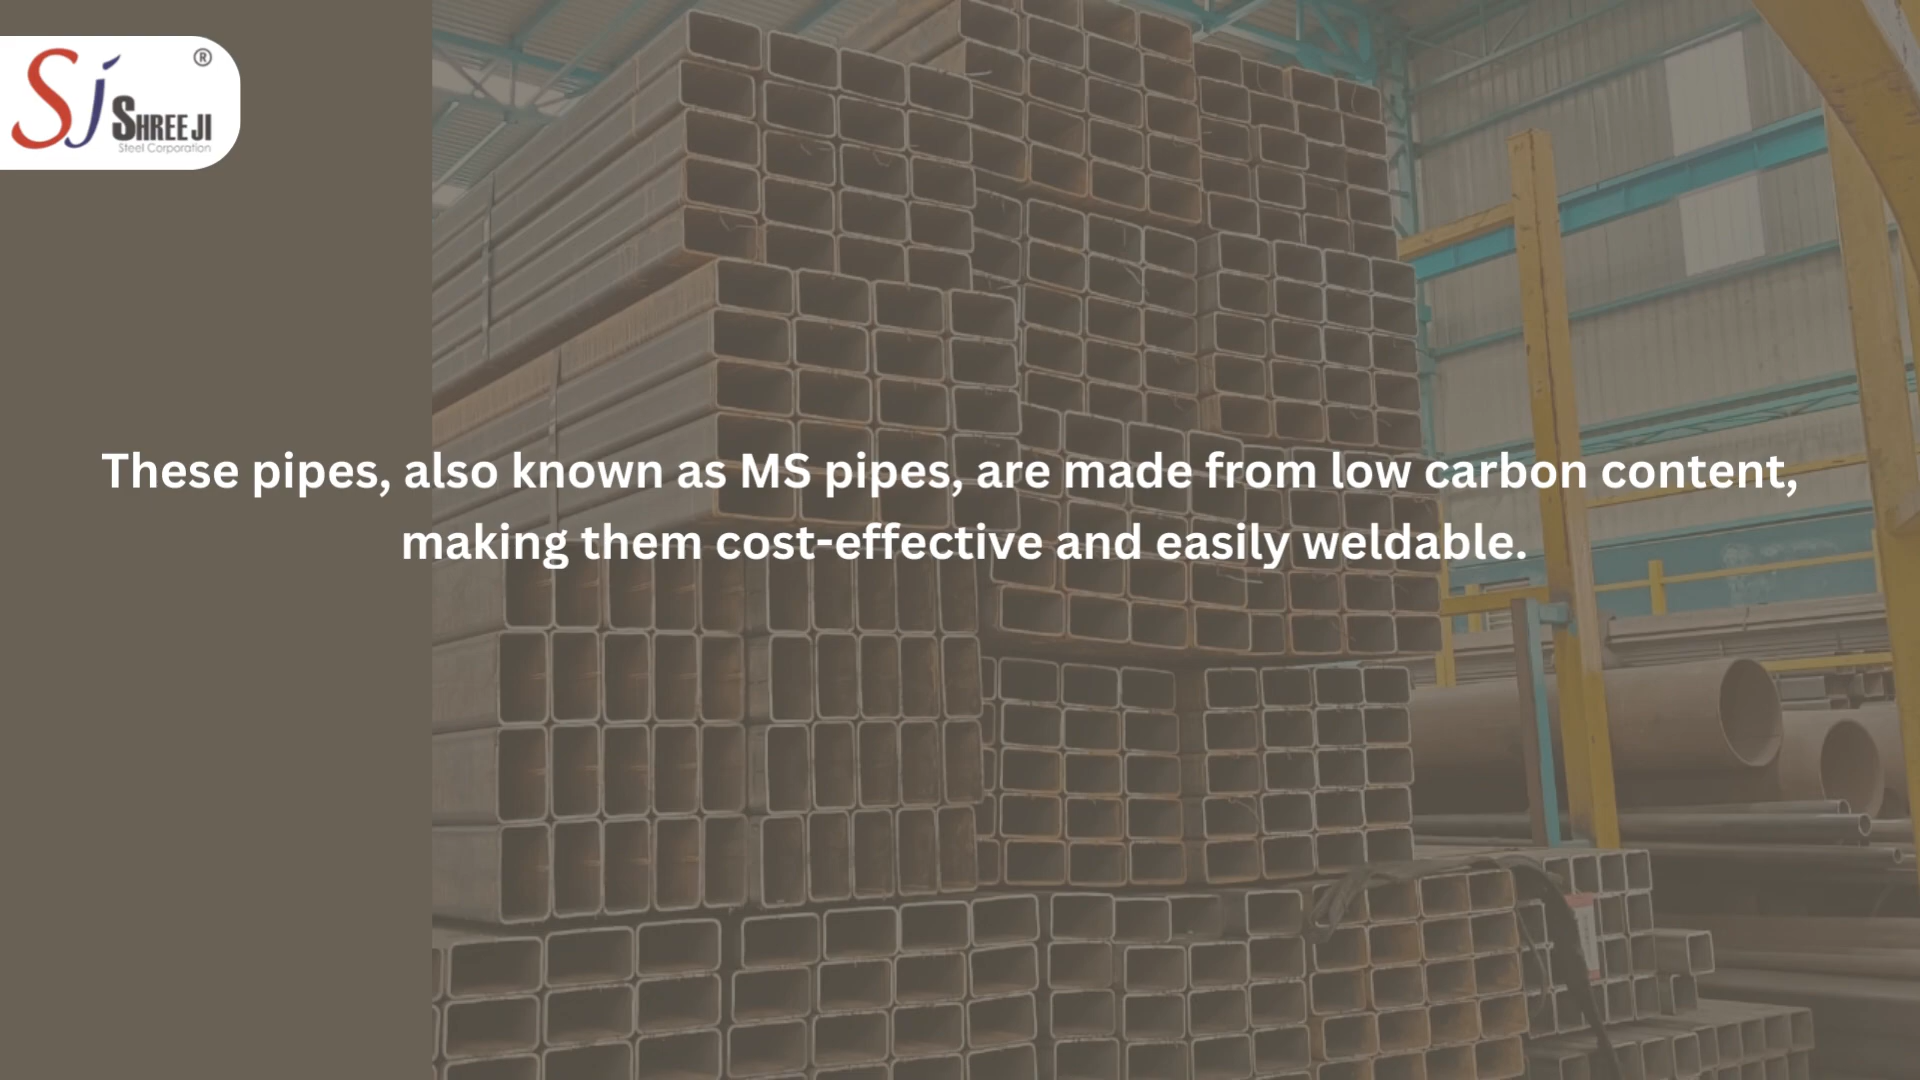 SJ SHREE JI ®
Steel Corporation
These pipes, also known as MS pipes, are made from low carbon content,
making them cost-effective and easily weldable.